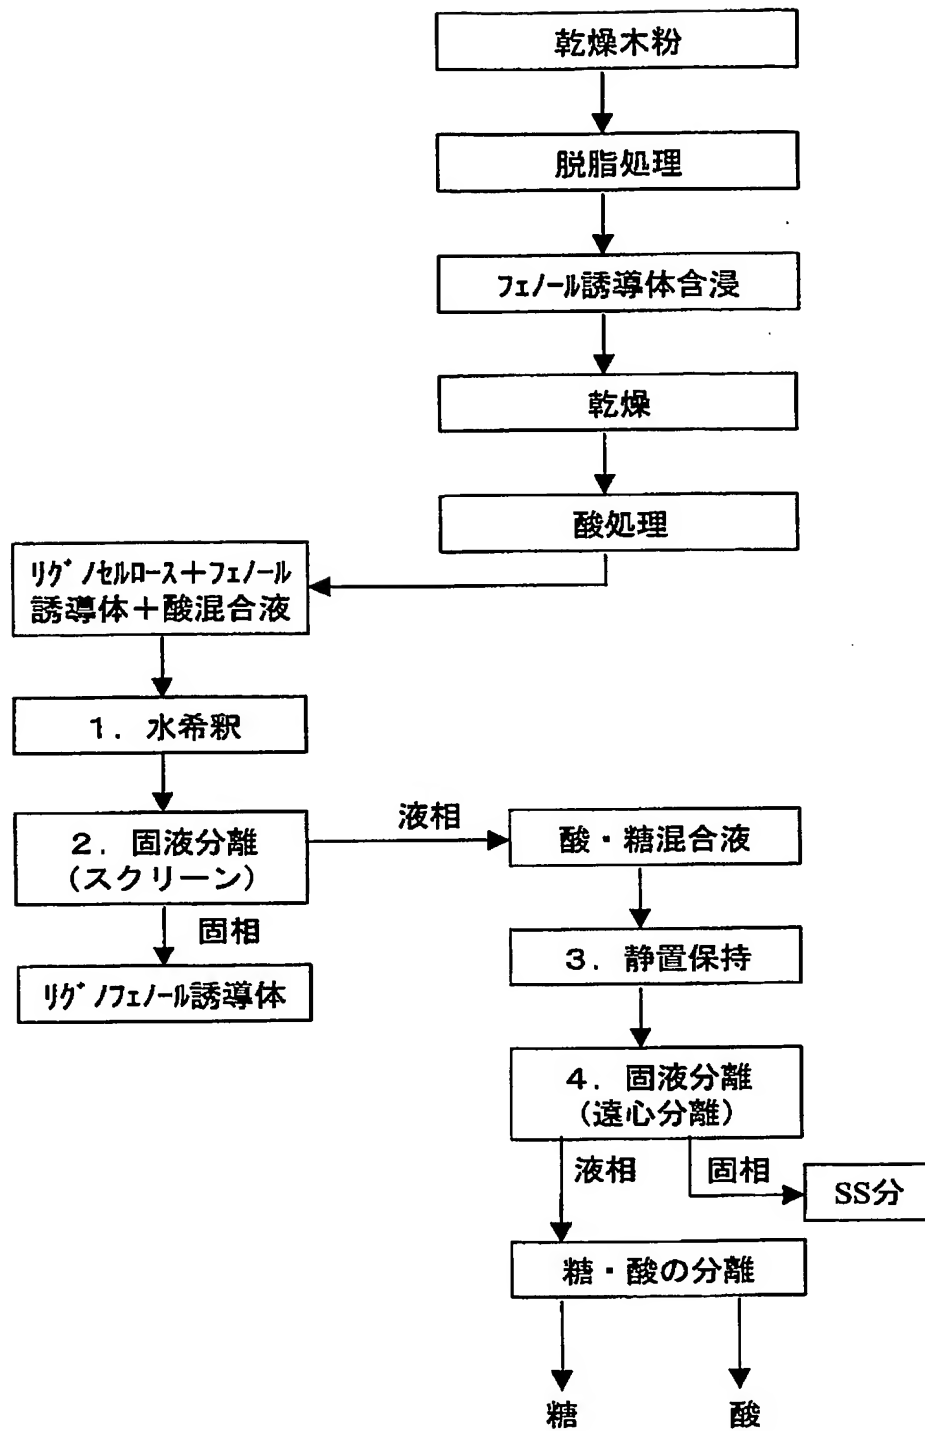 乾燥木粉
脱脂処理
フェノール誘導体含浸
乾燥
酸処理
リグノセルロース+フェノール
誘導体+酸混合液
1. 水希釈
2. 固液分離
(スクリーン)
液相
固相
リグノフェノール誘導体
酸・糖混合液
3. 静置保持
4. 固液分離
(遠心分離)
液相
固相
SS分
糖・酸の分離
糖
酸